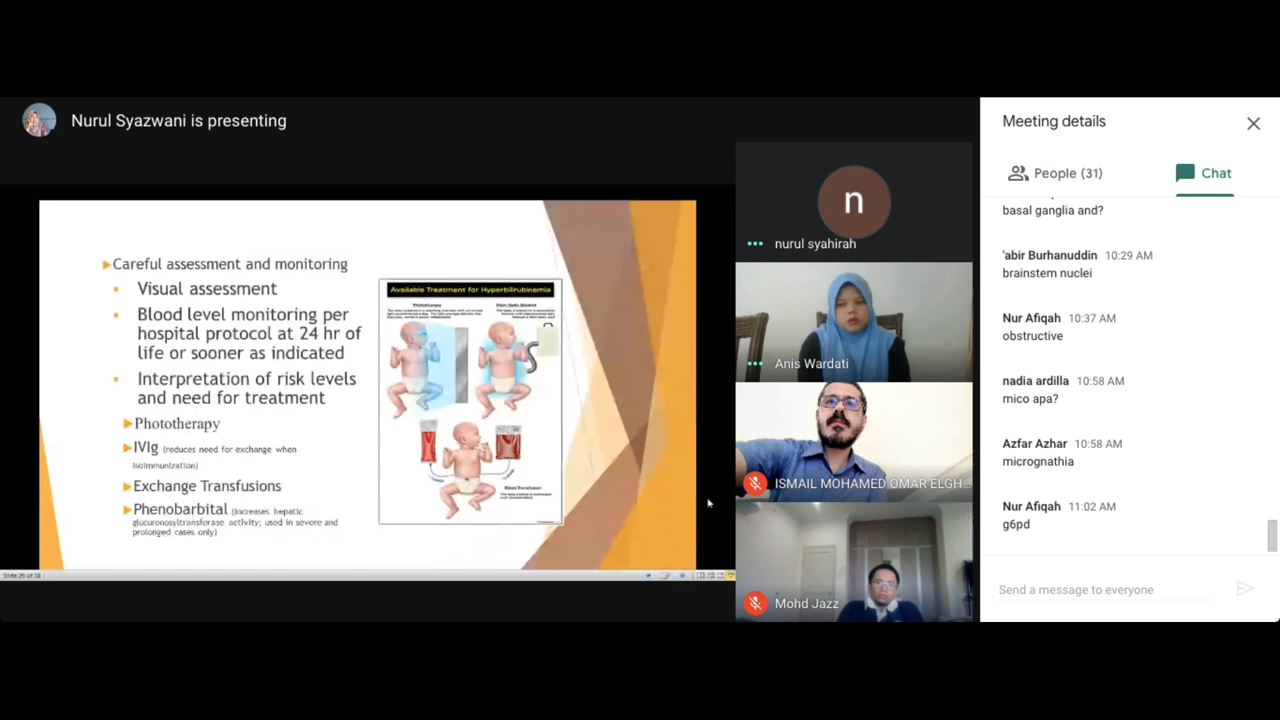 Nurul Syazwani is presenting
Careful assessment and monitoring
Visual assessment
Blood level monitoring per
hospital protocol at 24 hr of
life or sooner as indicated
Interpretation of risk levels
and need for treatment
Phototherapy
IVIg (reduces need for exchange when
isoimmunization)
Exchange Transfusions
Phenobarbital (increases hepatic
glucuronosyltransferase activity; used in severe and
prolonged cases only)
Available Treatment for Hyperbilirubinemia
Phototherapy
Blood Transfusion
n
nurul syahirah
Anis Wardati
ISMAIL MOHAMED OMAR ELGH...
Mohd Jazz
Meeting details
People (31)
Chat
basal ganglia and?
'abir Burhanuddin 10:29 AM
brainstem nuclei
Nur Afiqah 10:37 AM
obstructive
nadia ardilla 10:58 AM
mico apa?
Azfar Azhar 10:58 AM
micrognathia
Nur Afiqah 11:02 AM
g6pd
Send a message to everyone